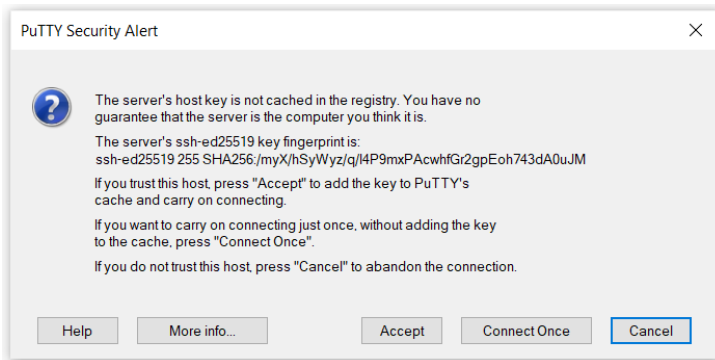 PuTTY Security Alert
The server's host key is not cached in the registry. You have no
guarantee that the server is the computer you think it is.
The server's ssh-ed25519 key fingerprint is:
ssh-ed25519 255 SHA256:/myX/hSyWyz/q/l4P9mxPAcwhfGr2gpEoh743dA0uJM
If you trust this host, press "Accept" to add the key to PuTTY's
cache and carry on connecting.
If you want to carry on connecting just once, without adding the key
to the cache, press "Connect Once".
If you do not trust this host, press "Cancel" to abandon the connection.
Help More info... Accept Connect Once Cancel